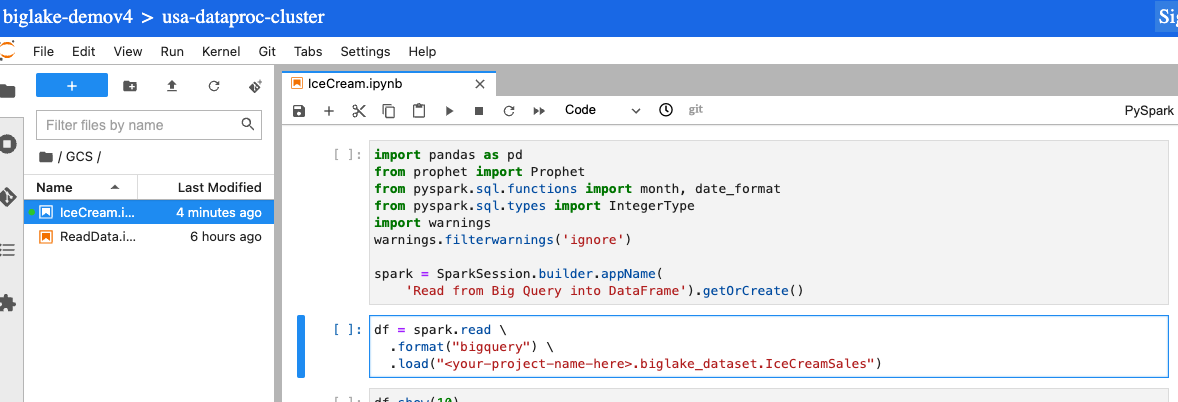 biglake-demov4 > usa-dataproc-cluster
File Edit View Run Kernel Git Tabs Settings Help
+
IceCream.ipynb
Code
git
PySpark
Filter files by name
/ GCS /
Name Last Modified
IceCream.i... 4 minutes ago
ReadData.i... 6 hours ago
[ ]:
import pandas as pd
from prophet import Prophet
from pyspark.sql.functions import month, date_format
from pyspark.sql.types import IntegerType
import warnings
warnings.filterwarnings('ignore')
spark = SparkSession.builder.appName(
'Read from Big Query into DataFrame').getOrCreate()
[ ]:
df = spark.read \
.format("bigquery") \
.load("<your-project-name-here>.biglake_dataset.IceCreamSales")
[ ]:
df.show(10)